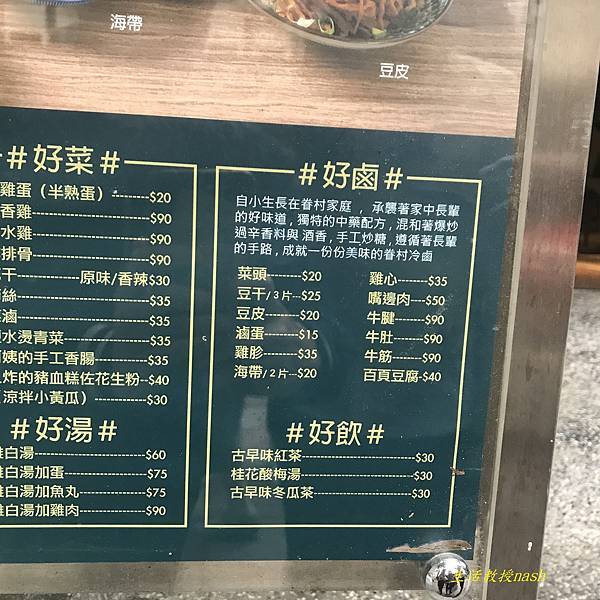 海帶
豆皮
#好菜#
雞蛋（半熟蛋）---------$20
香雞---------$90
水雞---------$90
排骨---------$90
干---------原味/香辣$30
絲---------$35
滷---------$35
水燙青菜---------$35
姨的手工香腸---------$35
炸的豬血糕佐花生粉--$40
（涼拌小黃瓜）---------$30
#好湯#
雞白湯---------$60
雞白湯加蛋---------$75
雞白湯加魚丸---------$75
雞白湯加雞肉---------$90
#好鹵#
自小生長在眷村家庭，承襲著家中長輩
的好味道,獨特的中藥配方,混和著爆炒
過辛香料與酒香,手工炒糖,遵循著長輩
的手路,成就一份份美味的眷村冷鹵
菜頭--------$20
豆干/3片---$25
豆皮---------$20
滷蛋--------$15
雞胗--------$35
海帶/2片---$20
雞心-------$35
嘴邊肉----$50
牛腱-------$90
牛肚-------$90
牛筋-------$90
百頁豆腐-$40
#好飲#
古早味紅茶---------$30
桂花酸梅湯---------$30
古早味冬瓜茶---------$30
生活教授nash